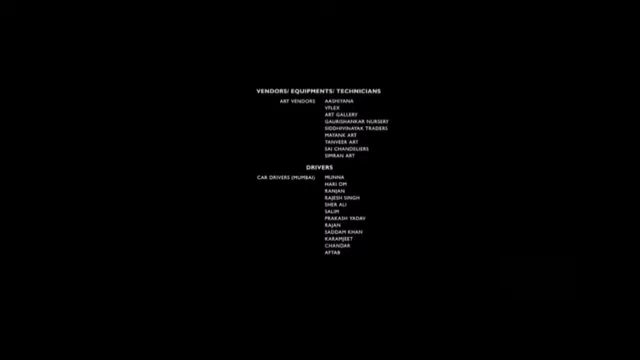 VENDORS/ EQUIPMENTS/ TECHNICIANS
ART VENDORS AASHIYANA
VFLEX
ART GALLERY
GAURISHANKAR NURSERY
SIDDHIVINAYAK TRADERS
MAYANK ART
TANVEER ART
SAI CHANDELIERS
SIMRAN ART
DRIVERS
CAR DRIVERS (MUMBAI) MUNNA
HARI OM
RANJAN
RAJESH SINGH
SHER ALI
SALIM
PRAKASH YADAV
RAJAN
SADDAM KHAN
KARAMJEET
CHANDAR
AFTAB